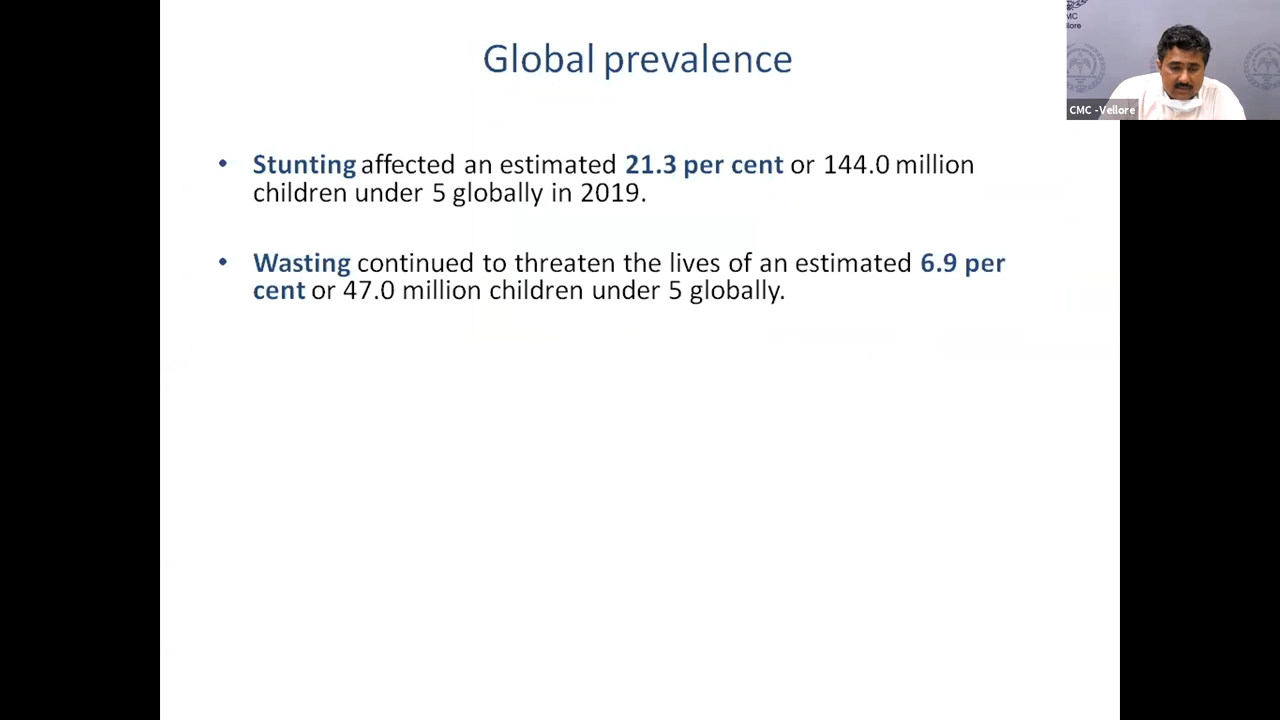 Global prevalence
• Stunting affected an estimated 21.3 per cent or 144.0 million
children under 5 globally in 2019.
• Wasting continued to threaten the lives of an estimated 6.9 per
cent or 47.0 million children under 5 globally.
MC
llore
CMC -Vellore